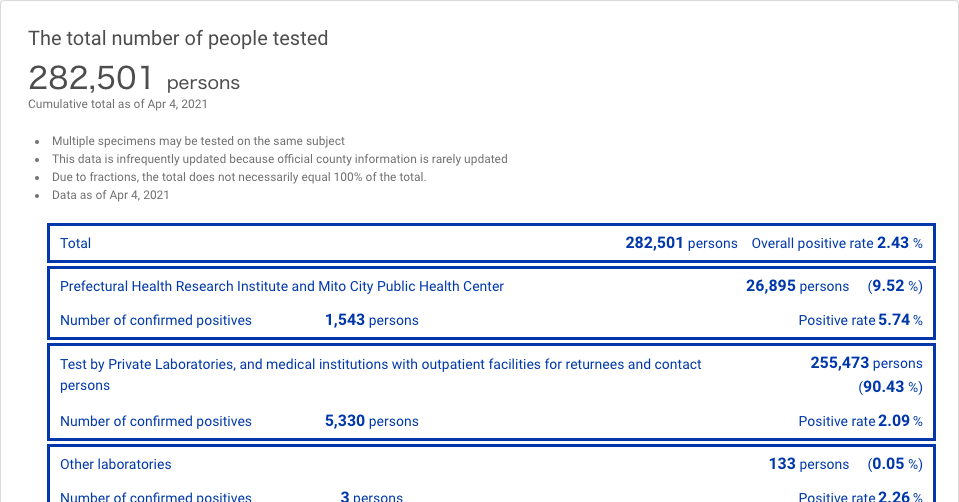 The total number of people tested
282,501 persons
Cumulative total as of Apr 4, 2021
• Multiple specimens may be tested on the same subject
• This data is infrequently updated because official county information is rarely updated
• Due to fractions, the total does not necessarily equal 100% of the total.
• Data as of Apr 4, 2021
Total 282,501 persons Overall positive rate 2.43 %
Prefectural Health Research Institute and Mito City Public Health Center 26,895 persons (9.52 %)
Number of confirmed positives 1,543 persons Positive rate 5.74 %
Test by Private Laboratories, and medical institutions with outpatient facilities for returnees and contact 255,473 persons
persons (90.43 %)
Number of confirmed positives 5,330 persons Positive rate 2.09 %
Other laboratories 133 persons (0.05 %)
Number of confirmed positives 3 persons Positive rate 2.26 %